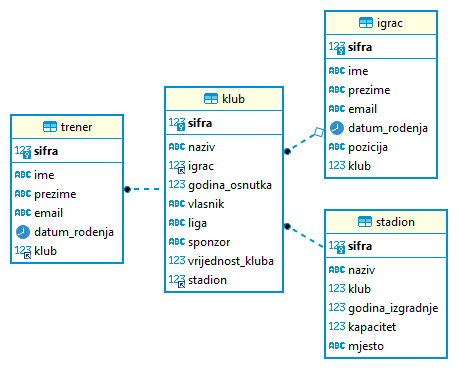 trener
123 sifra
ABC ime
ABC prezime
ABC email
datum_rodenja
123 klub
klub
123 sifra
ABC naziv
123 igrac
123 godina_osnutka
ABC vlasnik
ABC liga
ABC sponzor
123 vrijednost_kluba
123 stadion
igrac
123 sifra
ABC ime
ABC prezime
ABC email
datum_rodenja
ABC pozicija
123 klub
stadion
123 sifra
ABC naziv
123 klub
123 godina_izgradnje
123 kapacitet
ABC mjesto